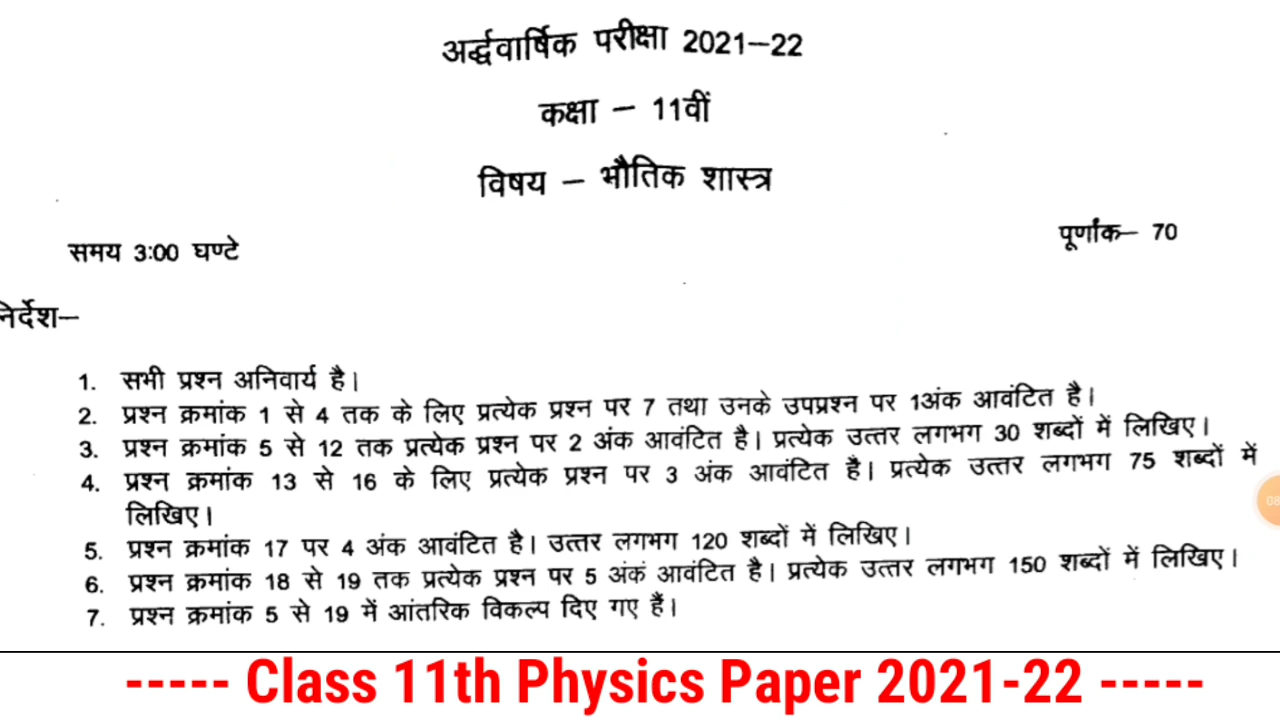 अर्द्धवार्षिक परीक्षा 2021–22
कक्षा – 11वीं
विषय – भौतिक शास्त्र
समय 3:00 घण्टे
पूर्णांक– 70
निर्देश–
1. सभी प्रश्न अनिवार्य है।
2. प्रश्न क्रमांक 1 से 4 तक के लिए प्रत्येक प्रश्न पर 7 तथा उनके उपप्रश्न पर 1अंक आवंटित है।
3. प्रश्न क्रमांक 5 से 12 तक प्रत्येक प्रश्न पर 2 अंक आवंटित है। प्रत्येक उत्तर लगभग 30 शब्दों में लिखिए।
4. प्रश्न क्रमांक 13 से 16 के लिए प्रत्येक प्रश्न पर 3 अंक आवंटित है। प्रत्येक उत्तर लगभग 75 शब्दों में
लिखिए।
5. प्रश्न क्रमांक 17 पर 4 अंक आवंटित है। उत्तर लगभग 120 शब्दों में लिखिए।
6. प्रश्न क्रमांक 18 से 19 तक प्रत्येक प्रश्न पर 5 अंकं आवंटित है। प्रत्येक उत्तर लगभग 150 शब्दों में लिखिए।
7. प्रश्न क्रमांक 5 से 19 में आंतरिक विकल्प दिए गए हैं।
----- Class 11th Physics Paper 2021-22 -----